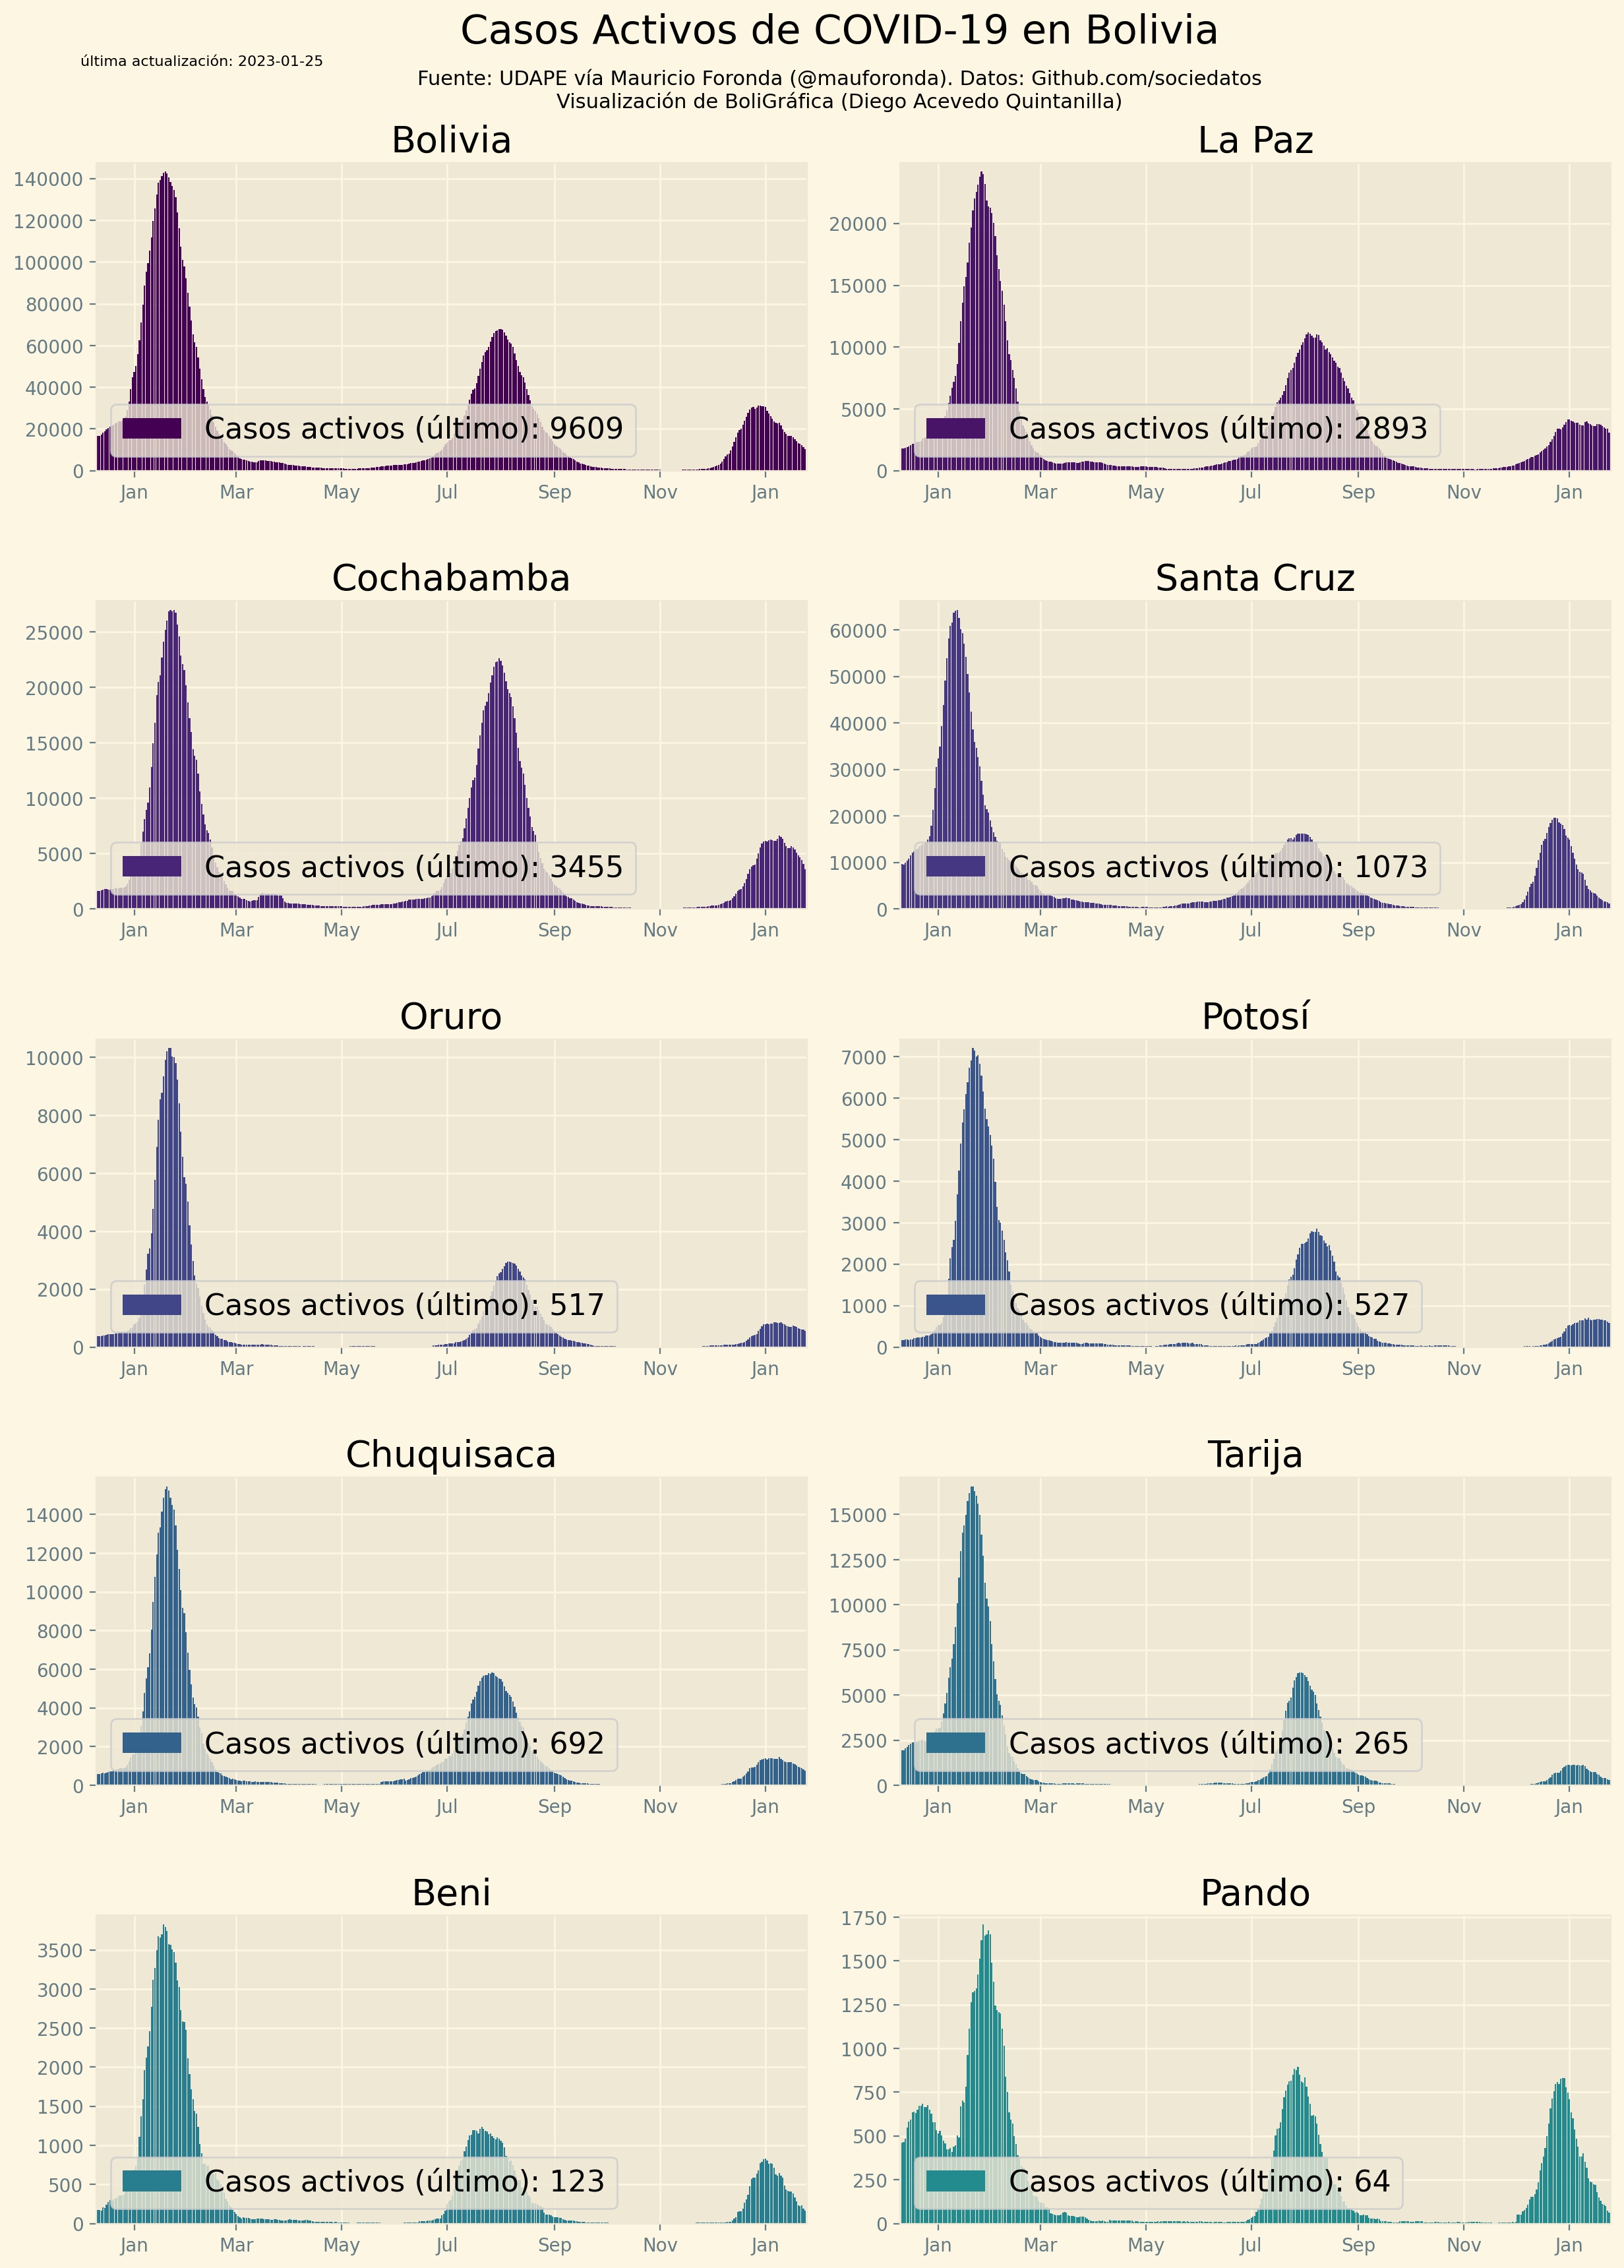 Casos Activos de COVID-19 en Bolivia
última actualización: 2023-01-25
Fuente: UDAPE vía Mauricio Foronda (@mauforonda). Datos: Github.com/sociedatos
Visualización de BoliGráfica (Diego Acevedo Quintanilla)
Bolivia
140000
120000
100000
80000
60000
40000
20000
0
Casos activos (último): 9609
Jan Mar May Jul Sep Nov Jan
La Paz
20000
15000
10000
5000
0
Casos activos (último): 2893
Jan Mar May Jul Sep Nov Jan
Cochabamba
25000
20000
15000
10000
5000
0
Casos activos (último): 3455
Jan Mar May Jul Sep Nov Jan
Santa Cruz
60000
50000
40000
30000
20000
10000
0
Casos activos (último): 1073
Jan Mar May Jul Sep Nov Jan
Oruro
10000
8000
6000
4000
2000
0
Casos activos (último): 517
Jan Mar May Jul Sep Nov Jan
Potosí
7000
6000
5000
4000
3000
2000
1000
0
Casos activos (último): 527
Jan Mar May Jul Sep Nov Jan
Chuquisaca
14000
12000
10000
8000
6000
4000
2000
0
Casos activos (último): 692
Jan Mar May Jul Sep Nov Jan
Tarija
15000
12500
10000
7500
5000
2500
0
Casos activos (último): 265
Jan Mar May Jul Sep Nov Jan
Beni
3500
3000
2500
2000
1500
1000
500
0
Casos activos (último): 123
Jan Mar May Jul Sep Nov Jan
Pando
1750
1500
1250
1000
750
500
250
0
Casos activos (último): 64
Jan Mar May Jul Sep Nov Jan